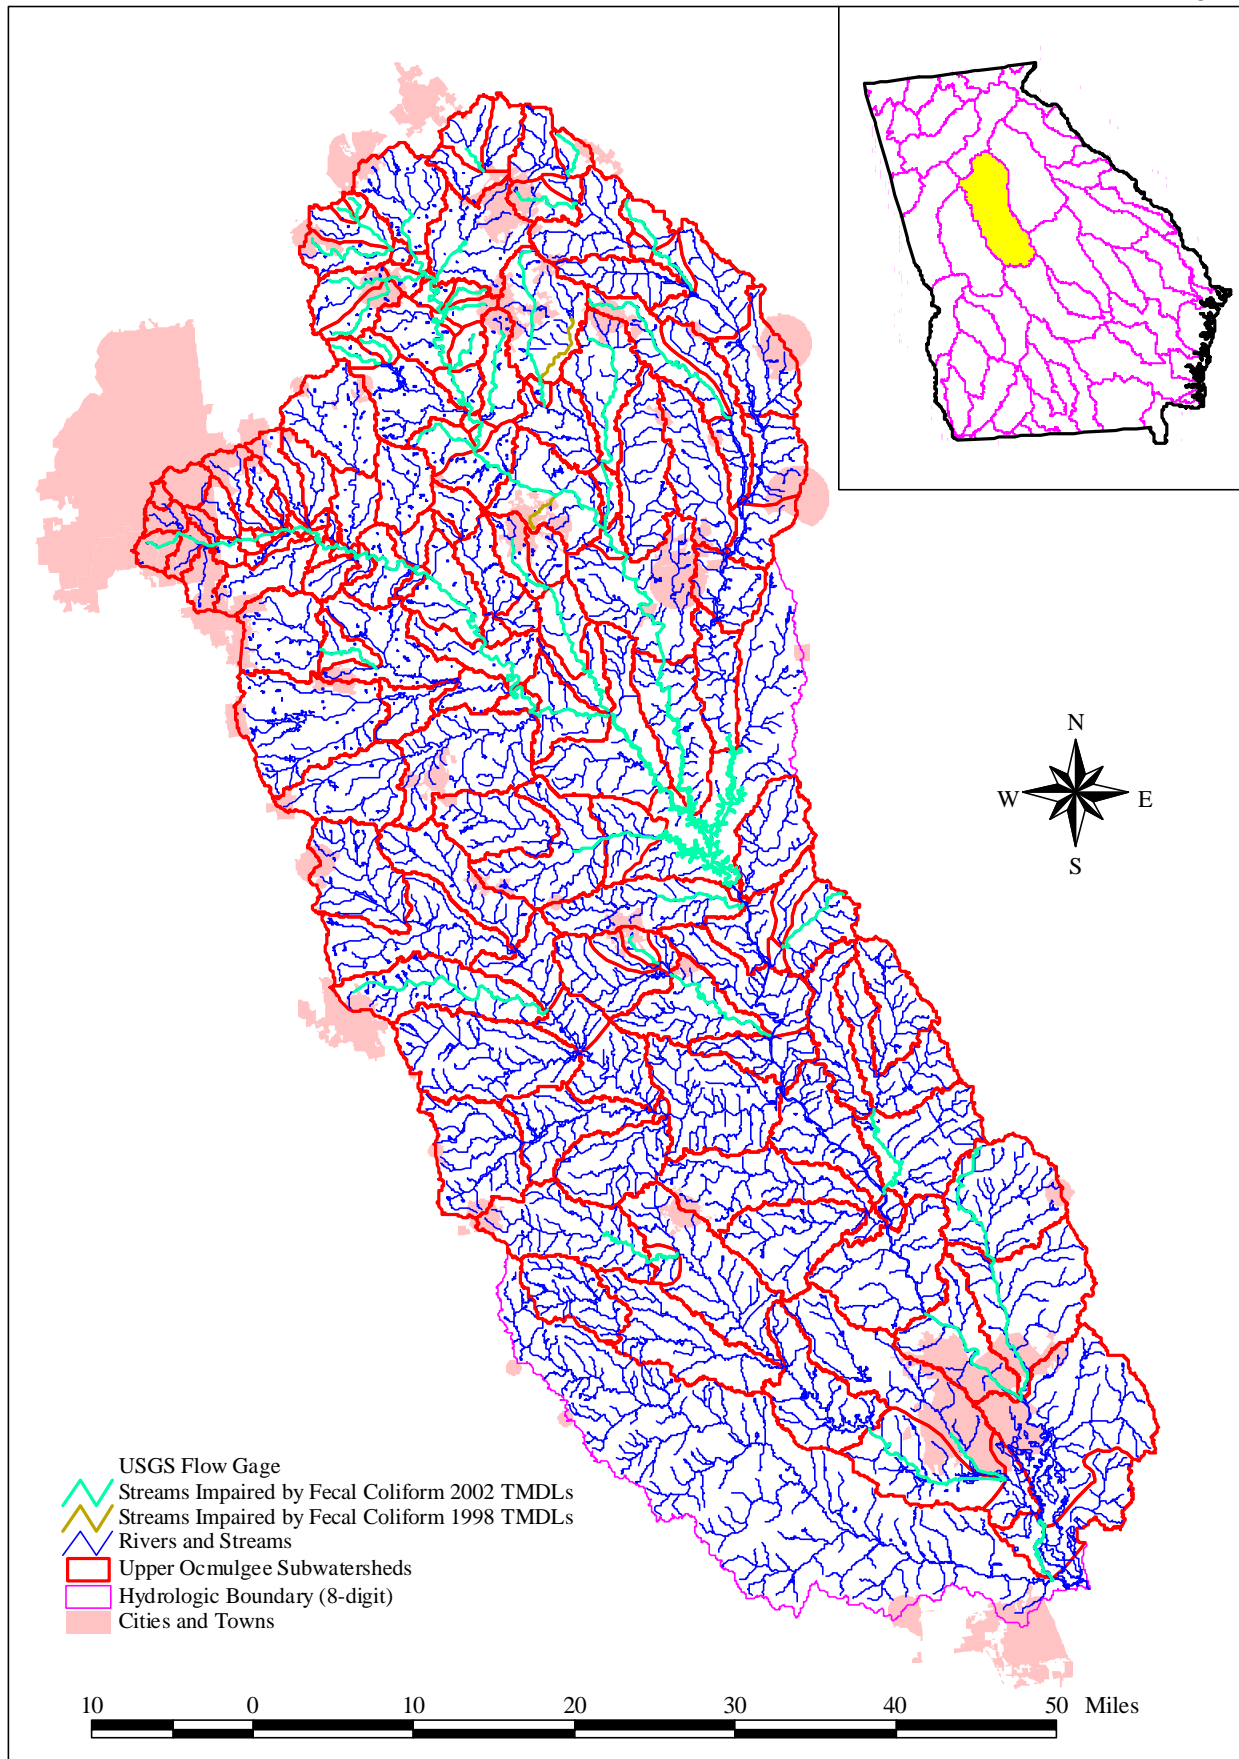 N
W E
S
USGS Flow Gage
Streams Impaired by Fecal Coliform 2002 TMDLs
Streams Impaired by Fecal Coliform 1998 TMDLs
Rivers and Streams
Upper Ocmulgee Subwatersheds
Hydrologic Boundary (8-digit)
Cities and Towns
10 0 10 20 30 40 50 Miles